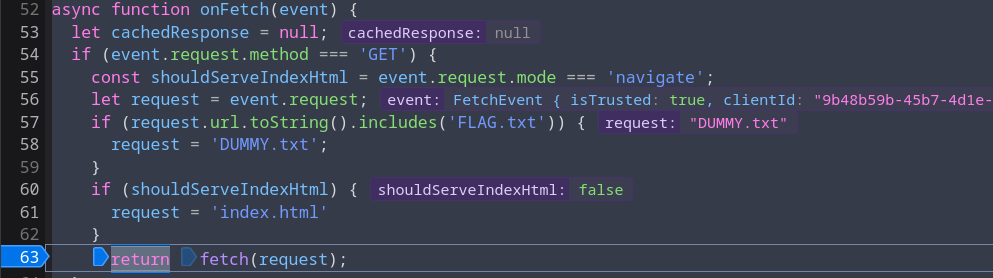 52 async function onFetch(event) {
53 let cachedResponse = null; cachedResponse: null
54 if (event.request.method === 'GET') {
55 const shouldServeIndexHtml = event.request.mode === 'navigate';
56 let request = event.request; event: FetchEvent { isTrusted: true, clientId: "9b48b59b-45b7-4d1e-
57 if (request.url.toString().includes('FLAG.txt')) { request: "DUMMY.txt"
58 request = 'DUMMY.txt';
59 }
60 if (shouldServeIndexHtml) { shouldServeIndexHtml: false
61 request = 'index.html'
62 }
63 return fetch(request);